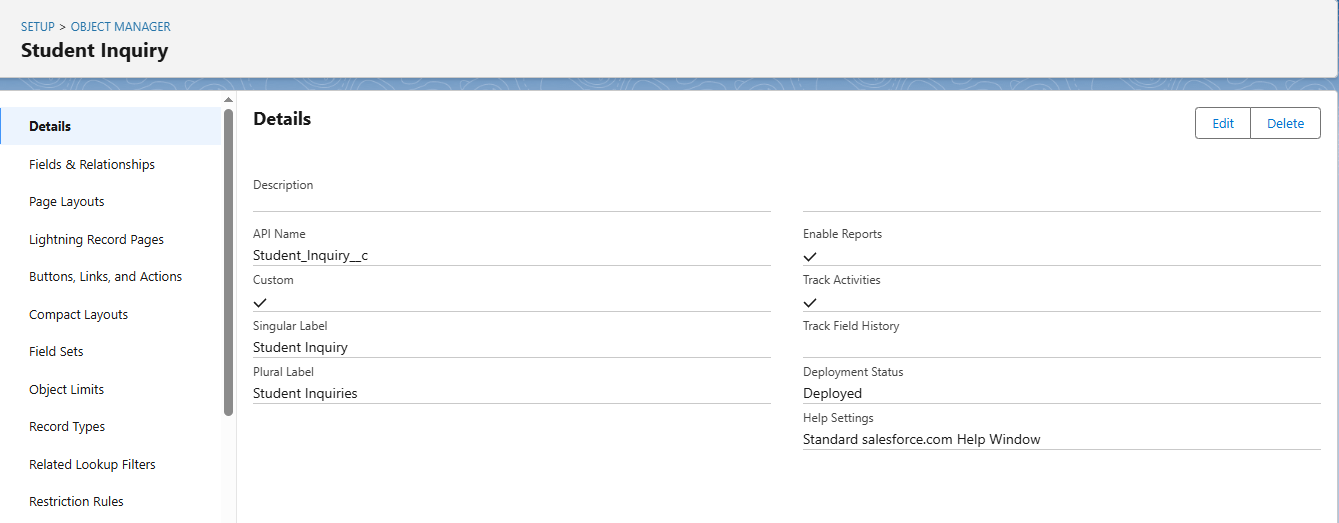 SETUP > OBJECT MANAGER
Student Inquiry
Details
Fields & Relationships
Page Layouts
Lightning Record Pages
Buttons, Links, and Actions
Compact Layouts
Field Sets
Object Limits
Record Types
Related Lookup Filters
Restriction Rules
Details
Edit
Delete
Description
API Name
Student_Inquiry__c
Custom
Singular Label
Student Inquiry
Plural Label
Student Inquiries
Enable Reports
Track Activities
Track Field History
Deployment Status
Deployed
Help Settings
Standard salesforce.com Help Window